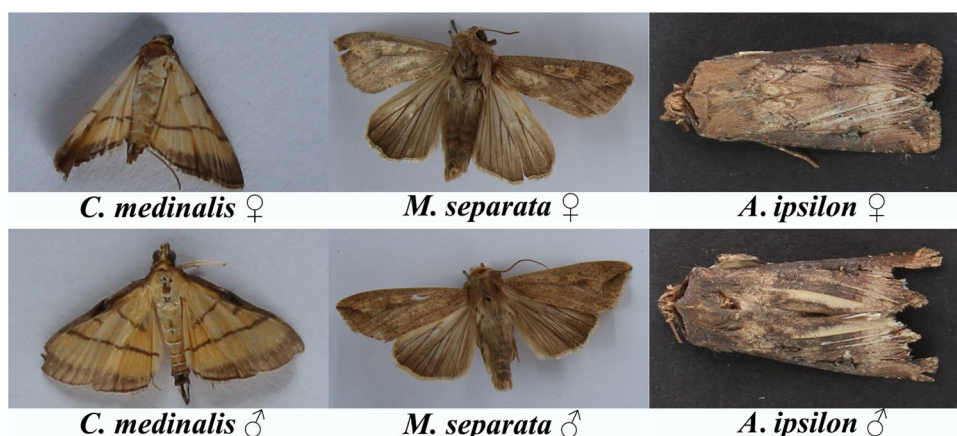 C. medinalis ♀
M. separata ♀
A. ipsilon ♀
C. medinalis ♂
M. separata ♂
A. ipsilon ♂